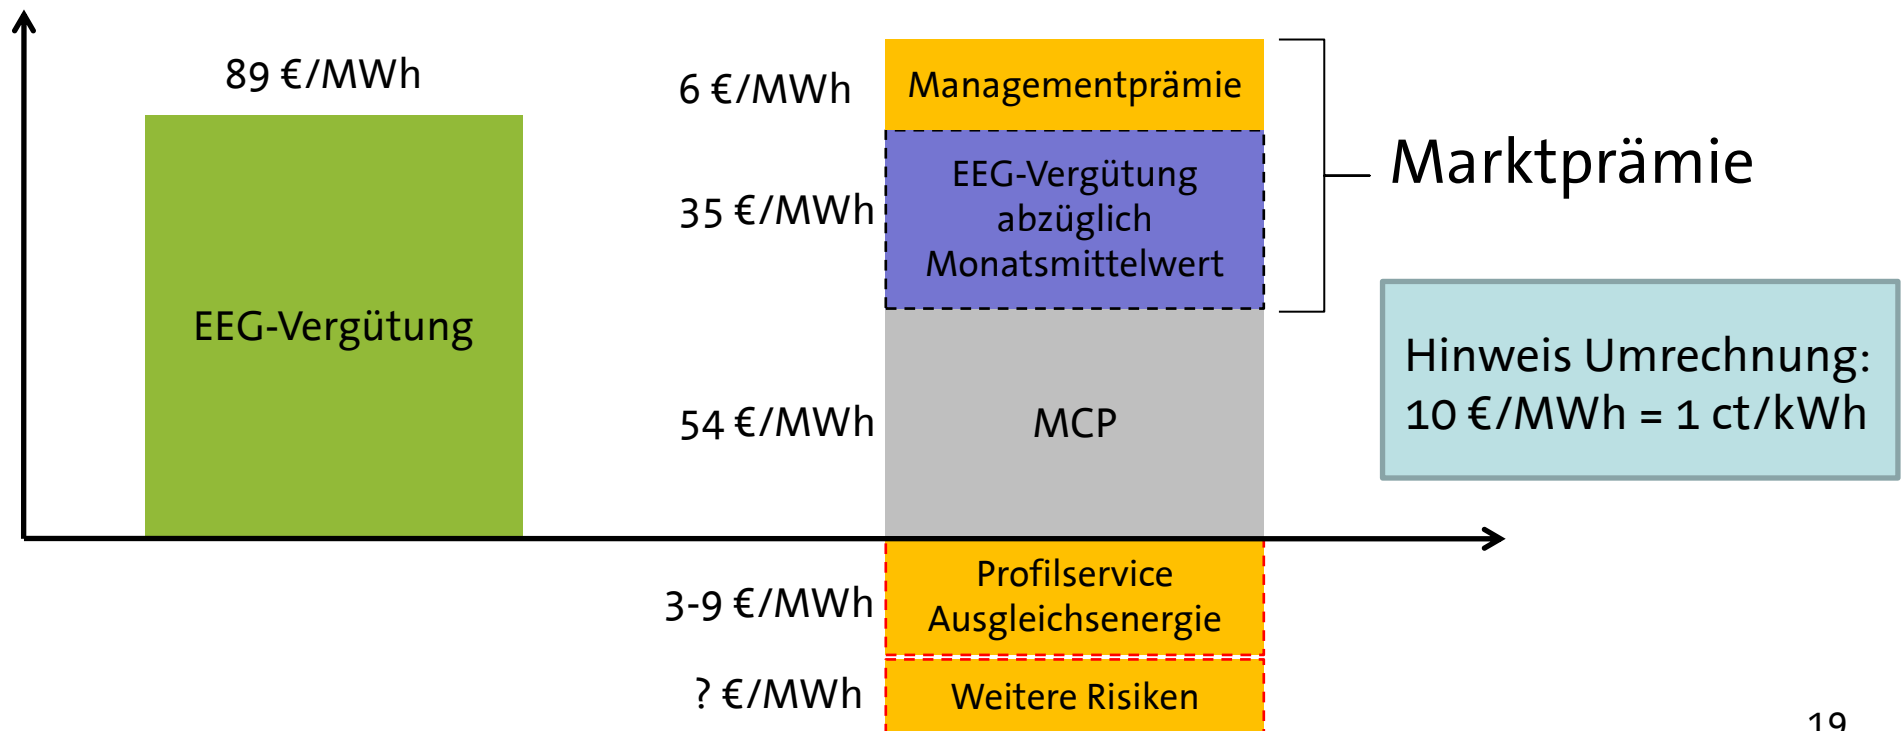 89 €/MWh
EEG-Vergütung
6 €/MWh
Managementprämie
35 €/MWh
EEG-Vergütung
abzüglich
Monatsmittelwert
Marktprämie
54 €/MWh
MCP
Hinweis Umrechnung:
10 €/MWh = 1 ct/kWh
3-9 €/MWh
Profilservice
Ausgleichsenergie
? €/MWh
Weitere Risiken
19